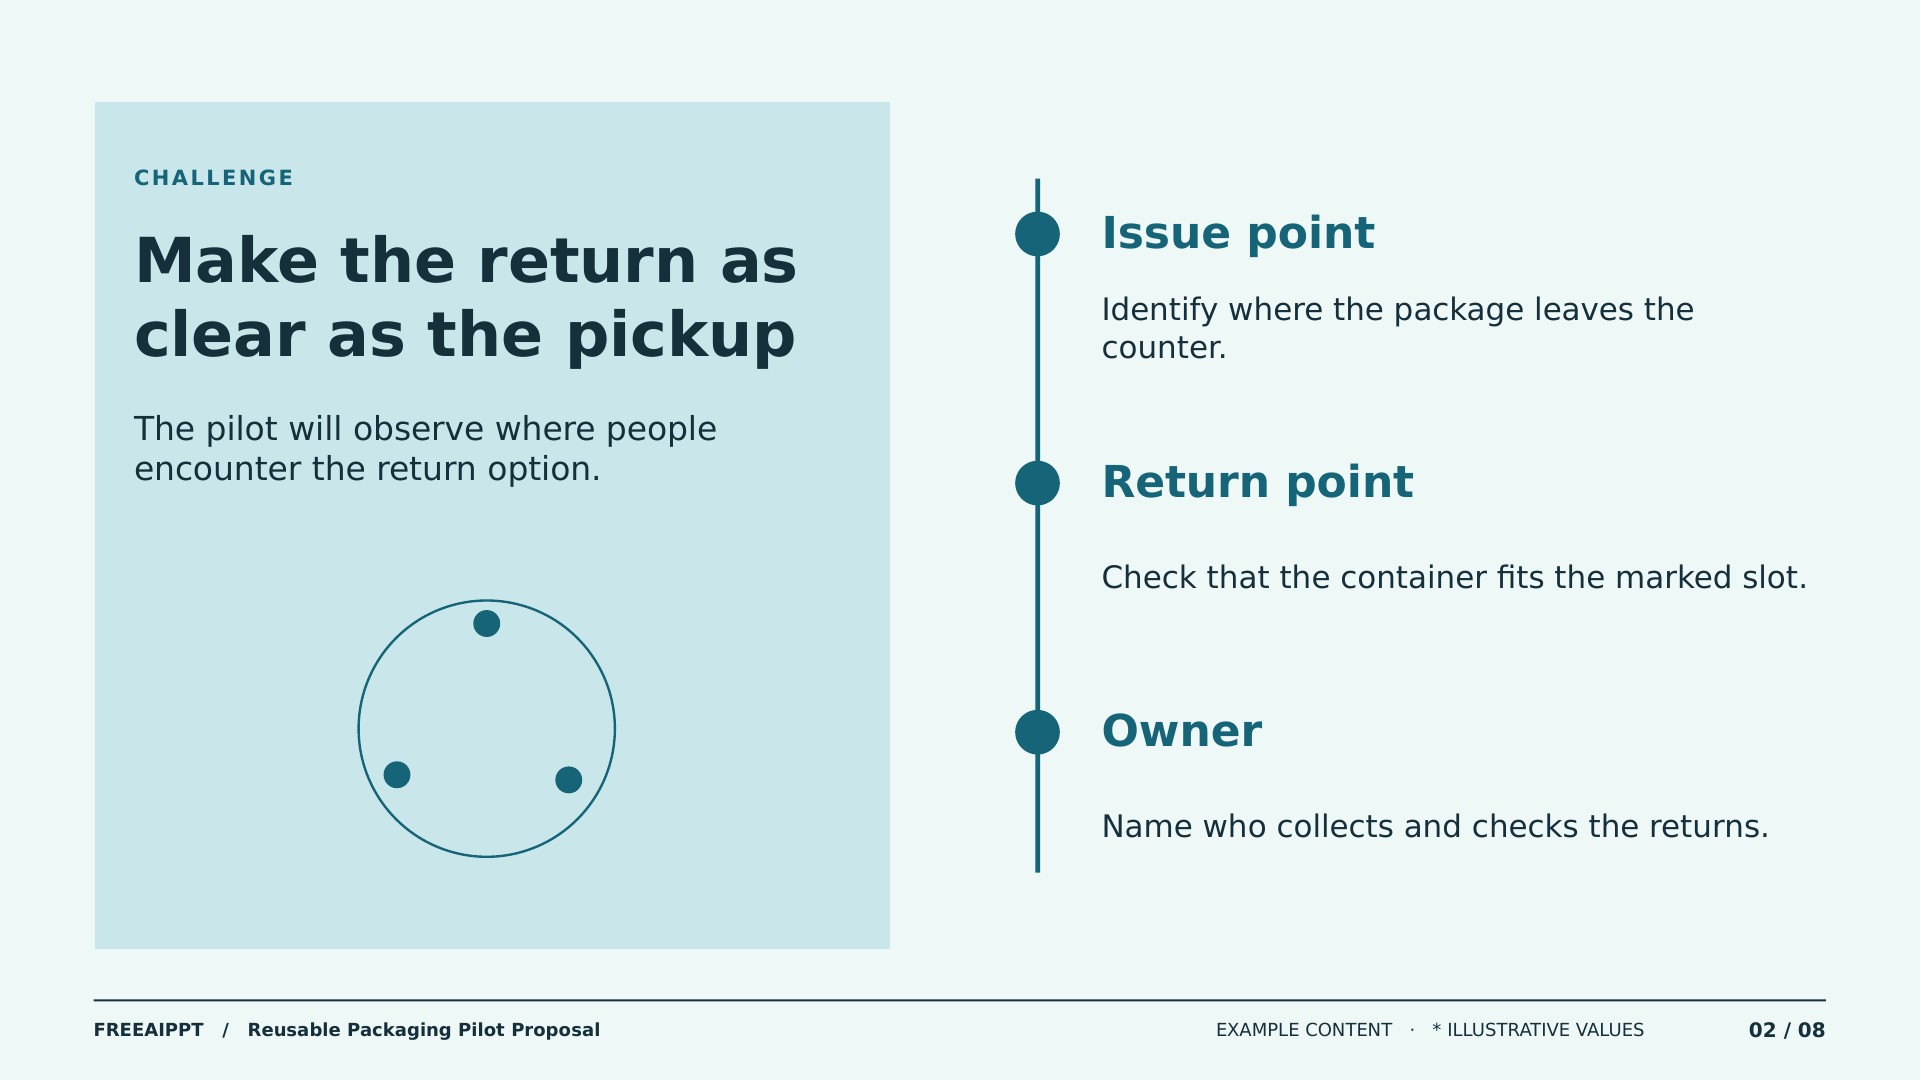 CHALLENGE
Make the return as
clear as the pickup
The pilot will observe where people
encounter the return option.
Issue point
Identify where the package leaves the
counter.
Return point
Check that the container fits the marked slot.
Owner
Name who collects and checks the returns.
FREEAIPPT / Reusable Packaging Pilot Proposal
EXAMPLE CONTENT · * ILLUSTRATIVE VALUES
02 / 08